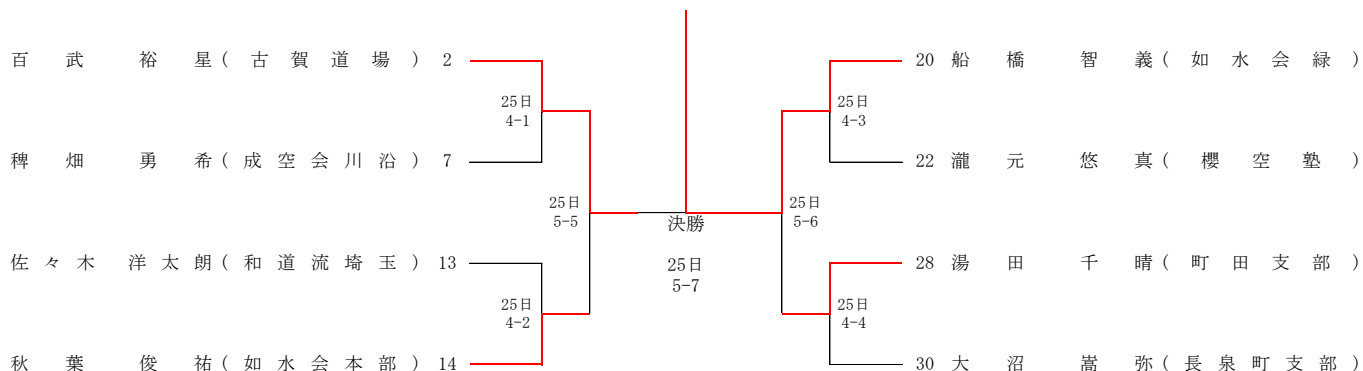 百武 裕星(古賀道場) 2
25日
4-1
稗畑 勇希(成空会川沿) 7
25日
5-5
佐々木 洋太朗(和道流埼玉) 13
25日
4-2
秋葉 俊祐(如水会本部) 14
決勝
25日
5-7
20 船橋 智義(如水会緑)
25日
4-3
22 瀧元 悠真(櫻空塾)
25日
5-6
28 湯田 千晴(町田支部)
25日
4-4
30 大沼 嵩弥(長泉町支部)